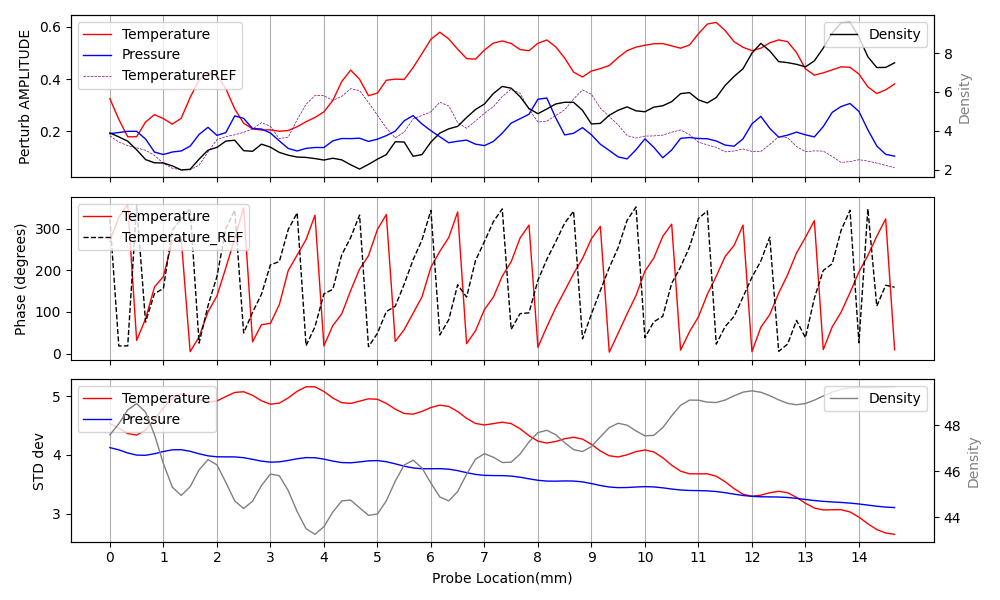 Perturb AMPLITUDE
0.6
0.4
0.2
Temperature
Pressure
TemperatureREF
Density
8
6
4
2
Density
Phase (degrees)
300
200
100
0
Temperature
Temperature_REF
STD dev
5
4
3
Temperature
Pressure
Density
48
46
44
Density
0 1 2 3 4 5 6 7 8 9 10 11 12 13 14
Probe Location(mm)